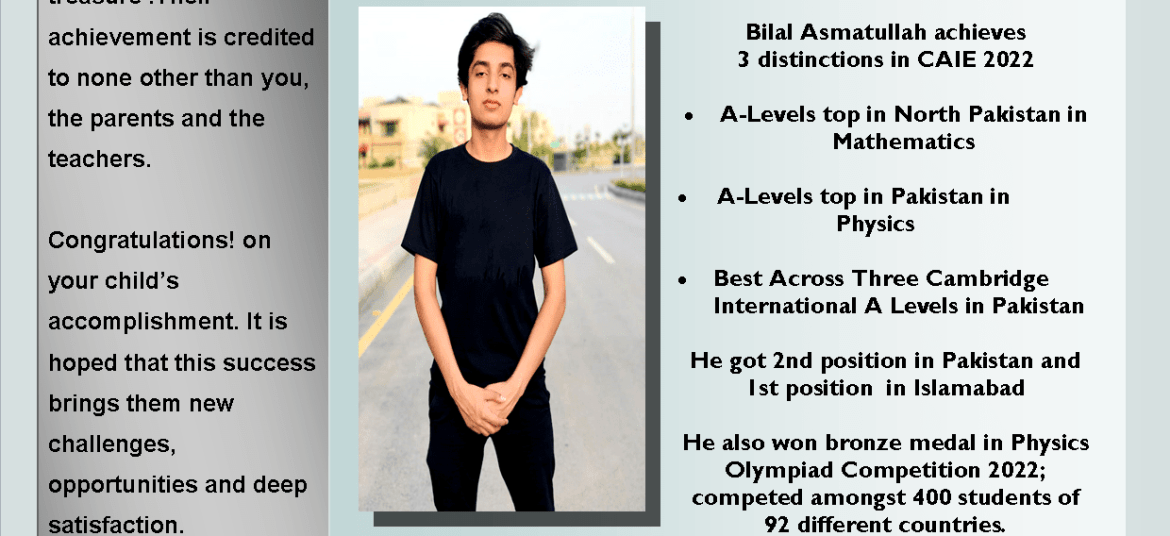 treasure .Their
achievement is credited
to none other than you,
the parents and the
teachers.
Congratulations! on
your child's
accomplishment. It is
hoped that this success
brings them new
challenges,
opportunities and deep
satisfaction.
Bilal Asmatullah achieves
3 distinctions in CAIE 2022
• A-Levels top in North Pakistan in
Mathematics
• A-Levels top in Pakistan in
Physics
• Best Across Three Cambridge
International A Levels in Pakistan
He got 2nd position in Pakistan and
1st position in Islamabad
He also won bronze medal in Physics
Olympiad Competition 2022;
competed amongst 400 students of
92 different countries.